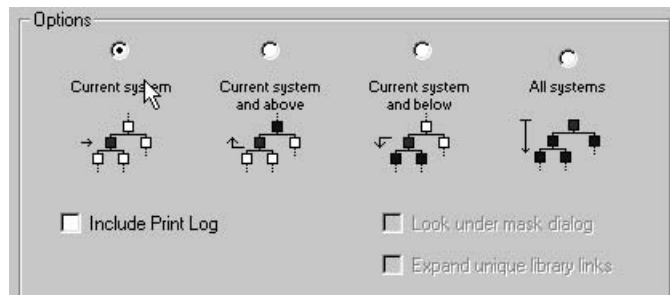 Options
Current system
Current system
and above
Current system
and below
All systems
Include Print Log
Look under mask dialog
Expand unique library links